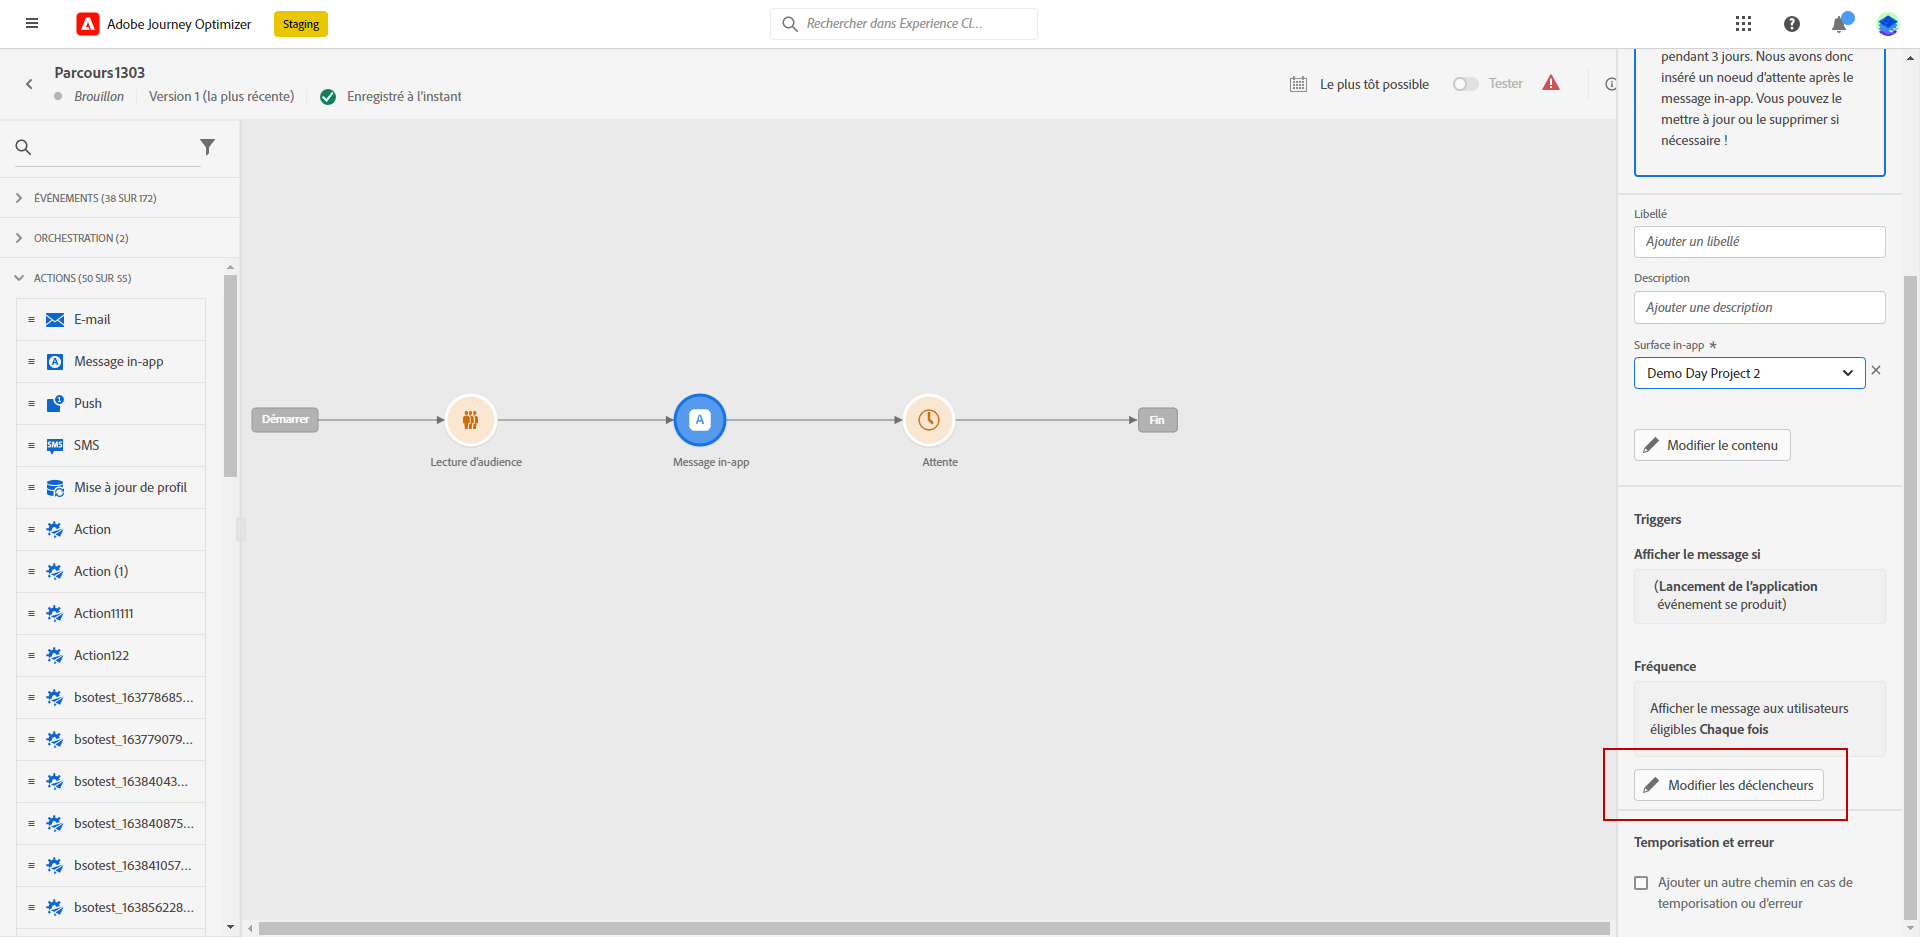 Adobe Journey Optimizer
Staging
Rechercher dans Experience Cl...
Parcours1303
Brouillon
Version 1 (la plus récente)
Enregistré à l'instant
Le plus tôt possible
Tester
ÉVÉNEMENTS (38 SUR 172)
ORCHESTRATION (2)
ACTIONS (50 SUR 55)
E-mail
Message in-app
Push
SMS
Mise à jour de profil
Action
Action (1)
Action11111
Action122
bsotest_163778685...
bsotest_163779079...
bsotest_16384043...
bsotest_163840875...
bsotest_163841057...
bsotest_163856228...
Démarrer
Lecture d'audience
Message in-app
Attente
Fin
pendant 3 jours. Nous avons donc
inséré un noeud d'attente après le
message in-app. Vous pouvez le
mettre à jour ou le supprimer si
nécessaire !
Libellé
Ajouter un libellé
Description
Ajouter une description
Surface in-app *
Demo Day Project 2
Modifier le contenu
Triggers
Afficher le message si
(Lancement de l'application
événement se produit)
Fréquence
Afficher le message aux utilisateurs
éligibles Chaque fois
Modifier les déclencheurs
Temporisation et erreur
Ajouter un autre chemin en cas de
temporisation ou d'erreur